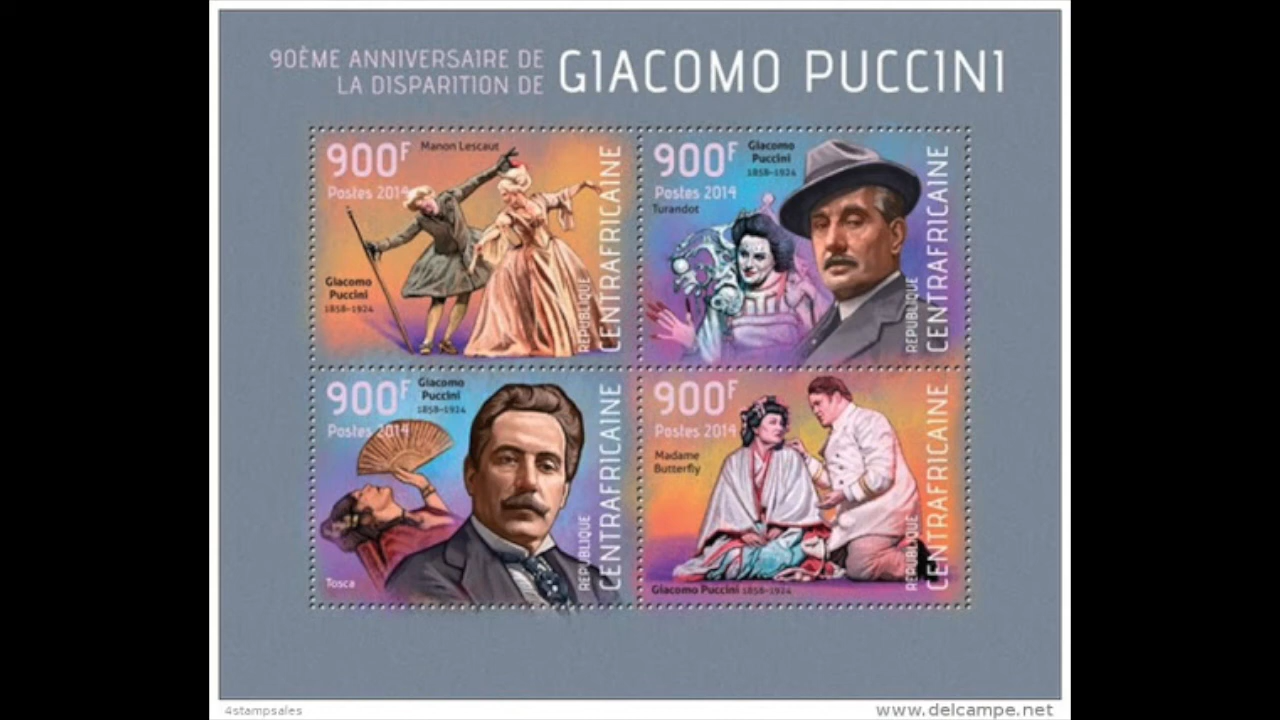 90ÈME ANNIVERSAIRE DE
LA DISPARITION DE GIACOMO PUCCINI
900F
Postes 2014
Manon Lescaut
Giacomo
Puccini
1858-1924
REPUBLIQUE
CENTRAFRICAINE
900F
Postes 2014
Turandot
Giacomo
Puccini
1858-1924
REPUBLIQUE
CENTRAFRICAINE
900F
Postes 2014
Giacomo
Puccini
1858-1924
Tosca
REPUBLIQUE
CENTRAFRICAINE
900F
Postes 2014
Madame
Butterfly
Giacomo Puccini 1858-1924
REPUBLIQUE
CENTRAFRICAINE
4stampsales
www.delcampe.net